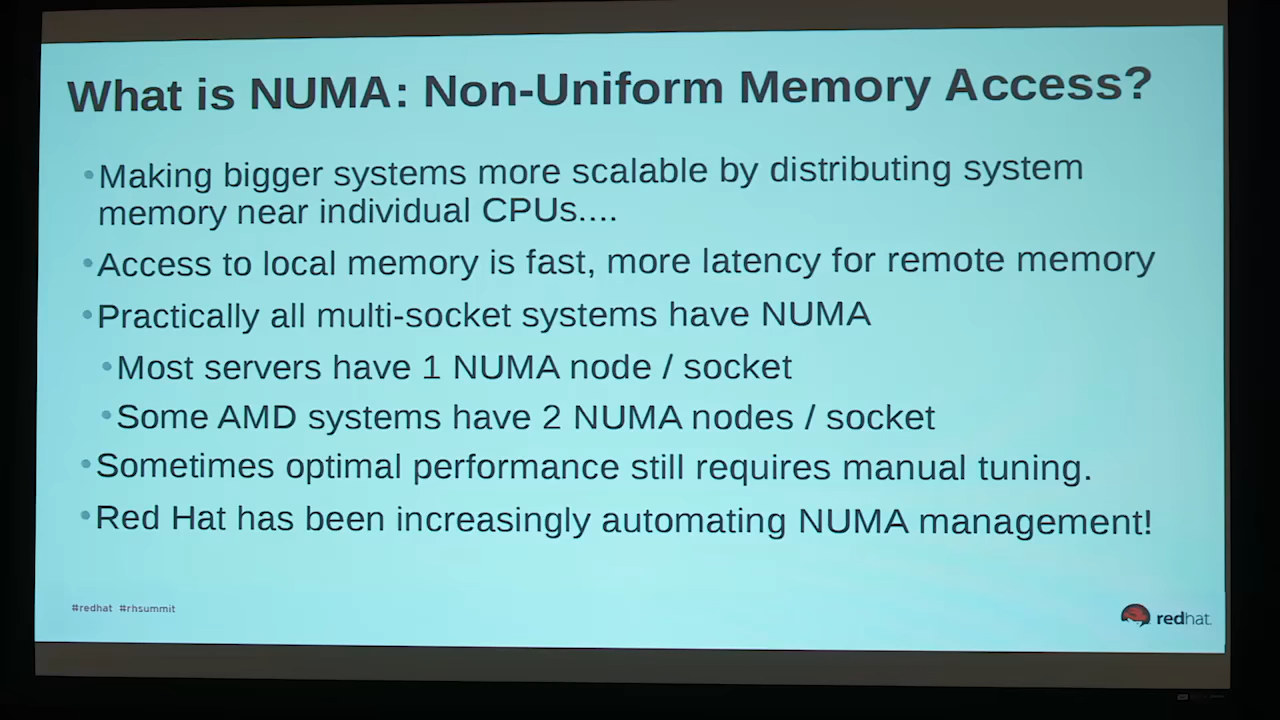 What is NUMA: Non-Uniform Memory Access?
•Making bigger systems more scalable by distributing system
memory near individual CPUs....
•Access to local memory is fast, more latency for remote memory
•Practically all multi-socket systems have NUMA
•Most servers have 1 NUMA node / socket
•Some AMD systems have 2 NUMA nodes / socket
•Sometimes optimal performance still requires manual tuning.
•Red Hat has been increasingly automating NUMA management!
#redhat #rhsummit
redhat.